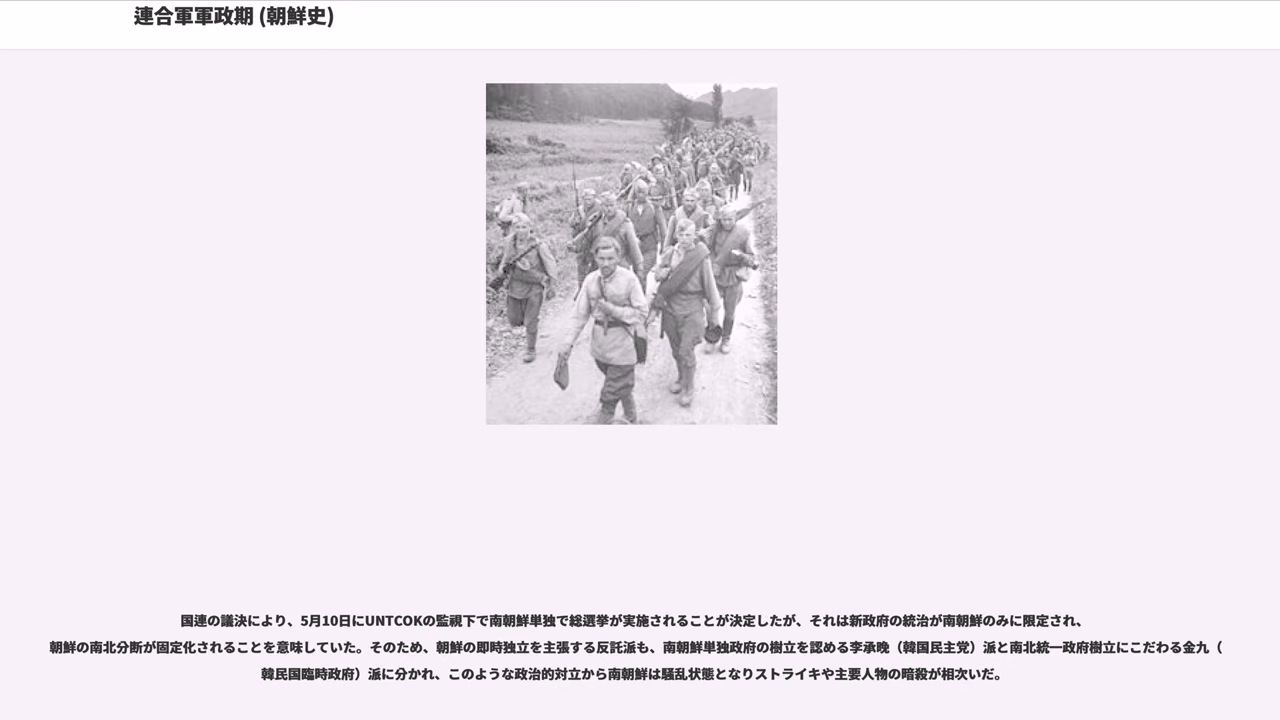 連合軍軍政期 (朝鮮史)
国連の議決により、5月10日にUNTCOKの監視下で南朝鮮単独で総選挙が実施されることが決定したが、それは新政府の統治が南朝鮮のみに限定され、
朝鮮の南北分断が固定化されることを意味していた。そのため、朝鮮の即時独立を主張する反託派も、南朝鮮単独政府の樹立を認める李承晩（韓国民主党）派と南北統一政府樹立にこだわる金九（
韓民国臨時政府）派に分かれ、このような政治的対立から南朝鮮は騒乱状態となりストライキや主要人物の暗殺が相次いだ。